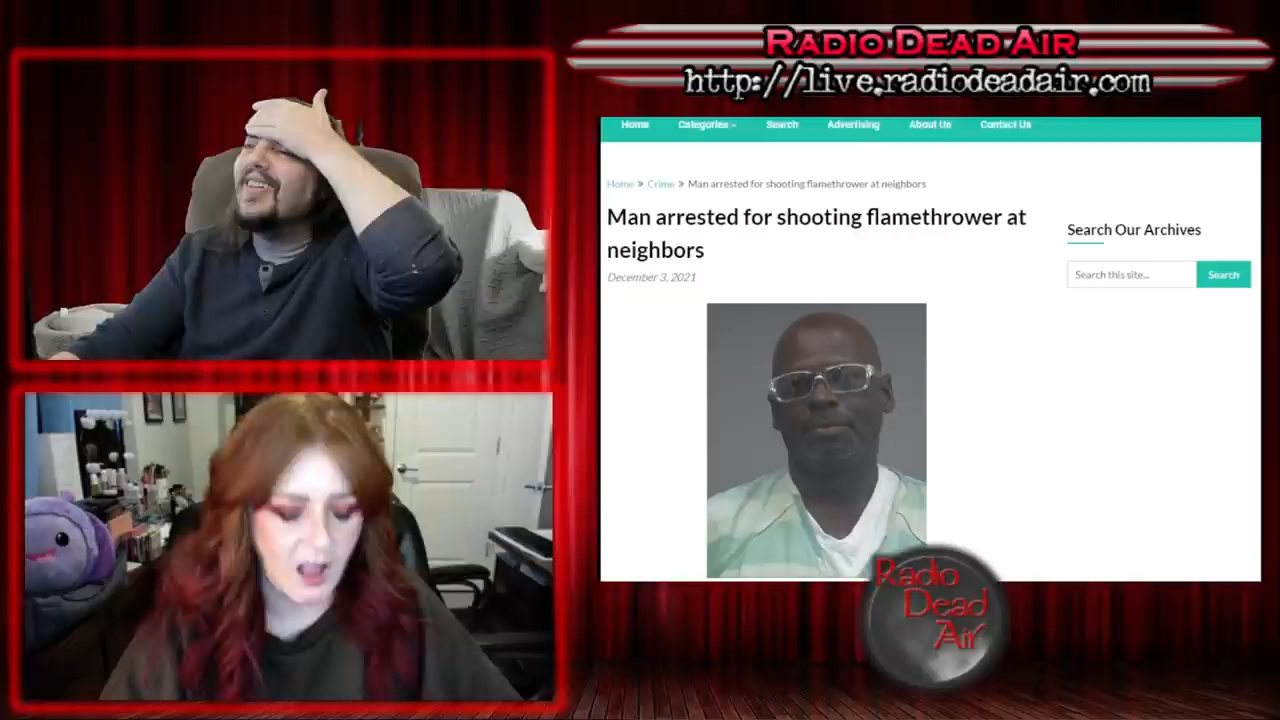 Radio Dead Air
http://live.radiodeadair.com
Home Categories Search Advertising About Us Contact Us
Home » Crime » Man arrested for shooting flamethrower at neighbors
Man arrested for shooting flamethrower at
neighbors
December 3, 2021
Search Our Archives
Search this site... Search
Radio
Dead
Air